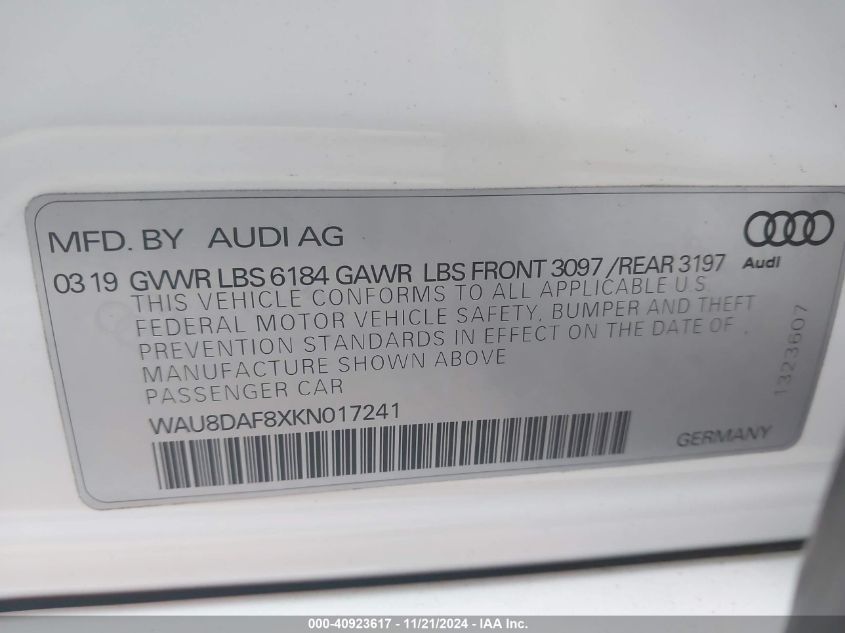 MFD. BY AUDI AG
Audi
03 19 GVWR LBS 6184 GAWR LBS FRONT 3097 /REAR 3197
THIS VEHICLE CONFORMS TO ALL APPLICABLE U.S.
FEDERAL MOTOR VEHICLE SAFETY, BUMPER AND THEFT
PREVENTION STANDARDS IN EFFECT ON THE DATE OF
MANUFACTURE SHOWN ABOVE
PASSENGER CAR
WAU8DAF8XKN017241
1323607
GERMANY
000-40923617 - 11/21/2024 - IAA Inc.